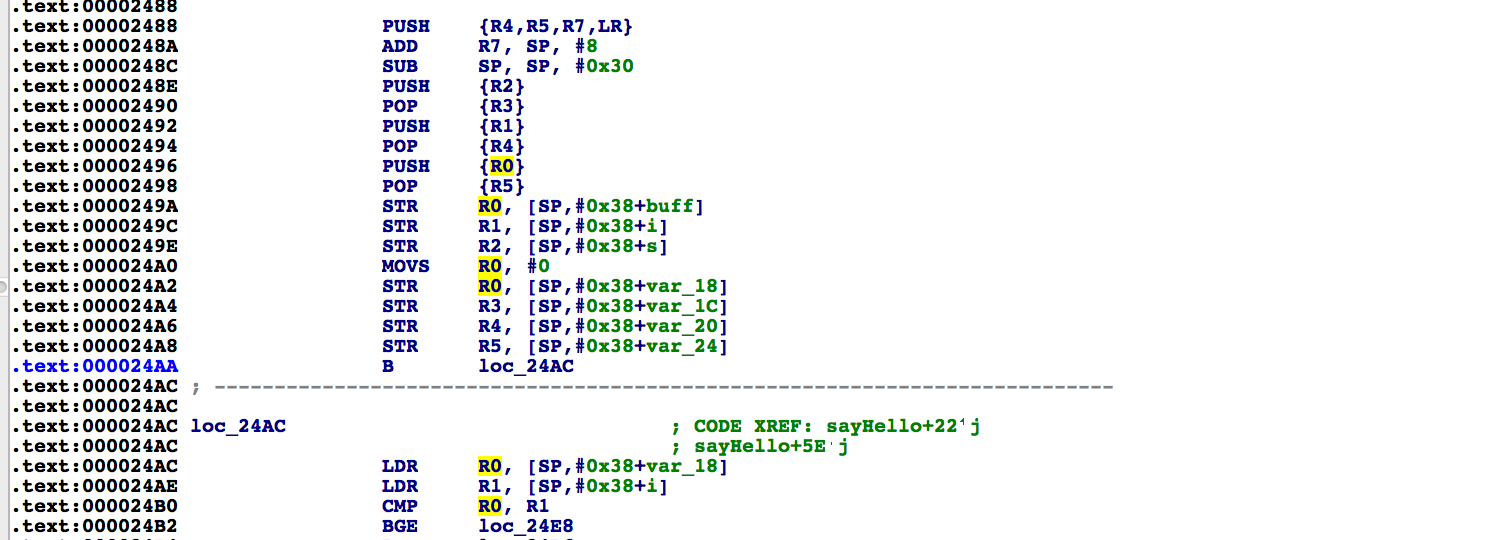 .text:00002488
.text:00002488 PUSH {R4,R5,R7,LR}
.text:0000248A ADD R7, SP, #8
.text:0000248C SUB SP, SP, #0x30
.text:0000248E PUSH {R2}
.text:00002490 POP {R3}
.text:00002492 PUSH {R1}
.text:00002494 POP {R4}
.text:00002496 PUSH {R0}
.text:00002498 POP {R5}
.text:0000249A STR R0, [SP,#0x38+buff]
.text:0000249C STR R1, [SP,#0x38+i]
.text:0000249E STR R2, [SP,#0x38+s]
.text:000024A0 MOVS R0, #0
.text:000024A2 STR R0, [SP,#0x38+var_18]
.text:000024A4 STR R3, [SP,#0x38+var_1C]
.text:000024A6 STR R4, [SP,#0x38+var_20]
.text:000024A8 STR R5, [SP,#0x38+var_24]
.text:000024AA B loc_24AC
.text:000024AC ; ---------------------------------------------------------------------------
.text:000024AC
.text:000024AC loc_24AC ; CODE XREF: sayHello+22↑j
.text:000024AC ; sayHello+5E↓j
.text:000024AC LDR R0, [SP,#0x38+var_18]
.text:000024AE LDR R1, [SP,#0x38+i]
.text:000024B0 CMP R0, R1
.text:000024B2 BGE loc_24E8